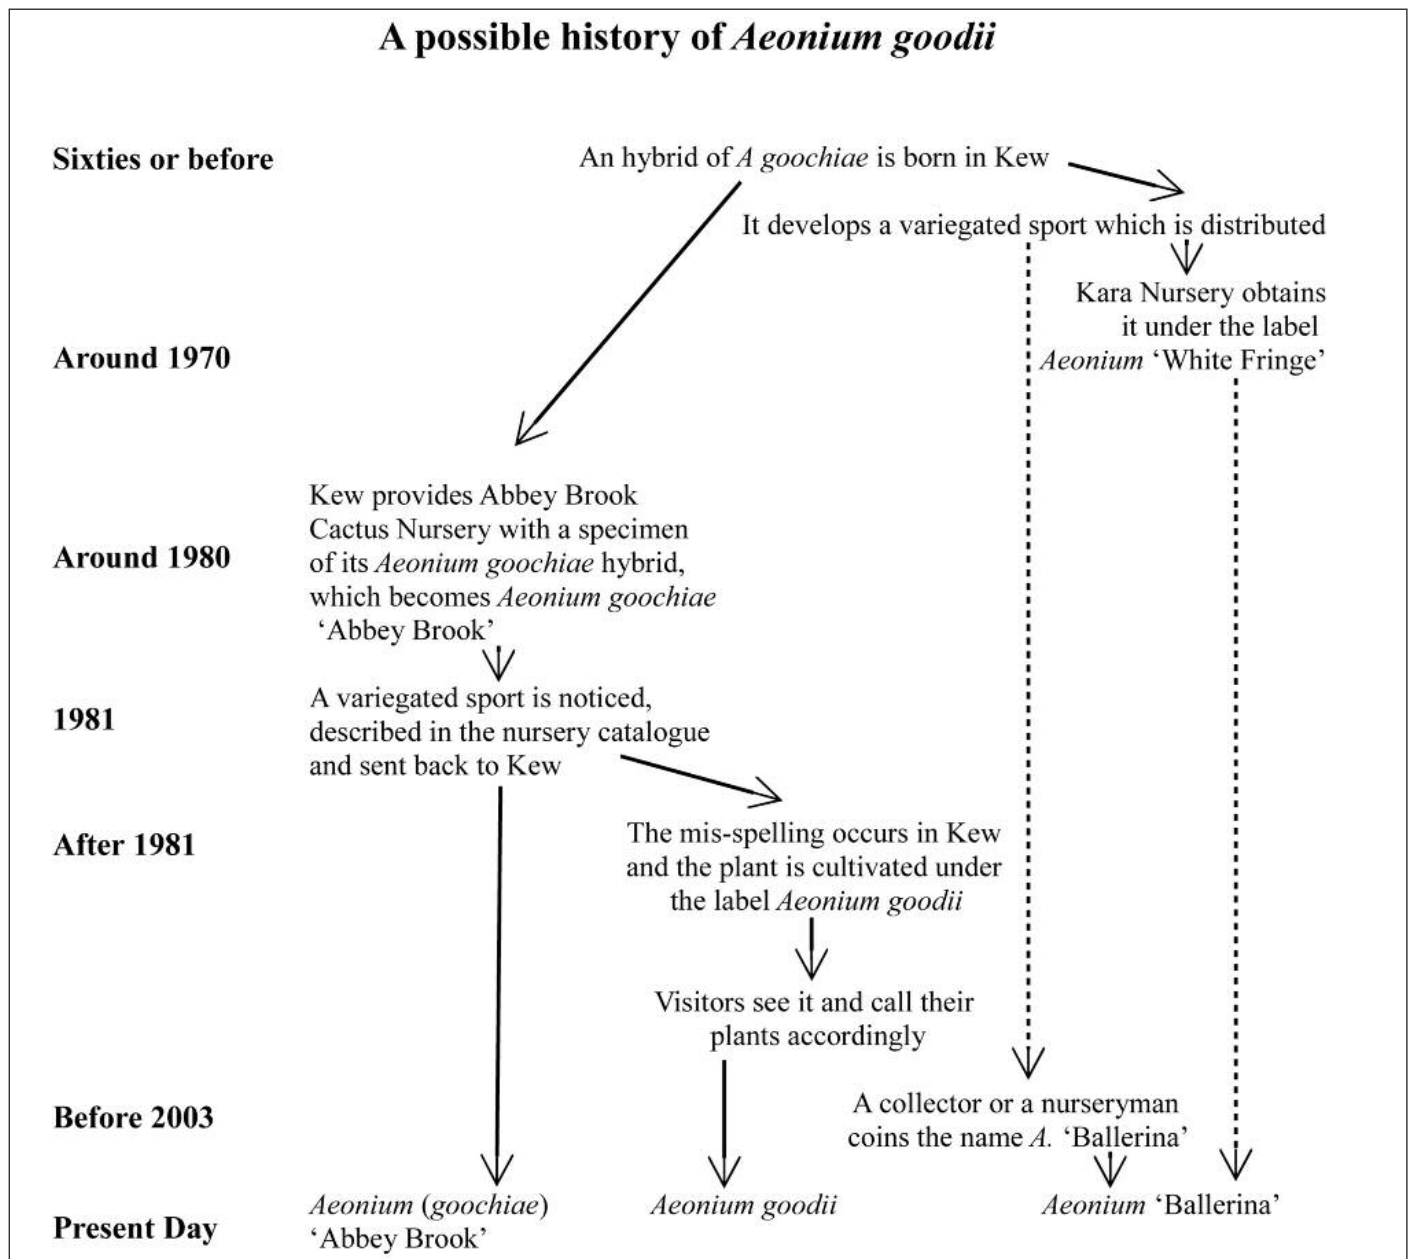 A possible history of Aeonium goodii
Sixties or before
An hybrid of A goochiae is born in Kew
It develops a variegated sport which is distributed
Kara Nursery obtains
it under the label
Aeonium ‘White Fringe’
Around 1970
Kew provides Abbey Brook
Cactus Nursery with a specimen
of its Aeonium goochiae hybrid,
which becomes Aeonium goochiae
‘Abbey Brook’
Around 1980
A variegated sport is noticed,
described in the nursery catalogue
and sent back to Kew
1981
The mis-spelling occurs in Kew
and the plant is cultivated under
the label Aeonium goodii
After 1981
Visitors see it and call their
plants accordingly
Before 2003
A collector or a nurseryman
coins the name A. ‘Ballerina’
Present Day
Aeonium (goochiae)
‘Abbey Brook’
Aeonium goodii
Aeonium ‘Ballerina’